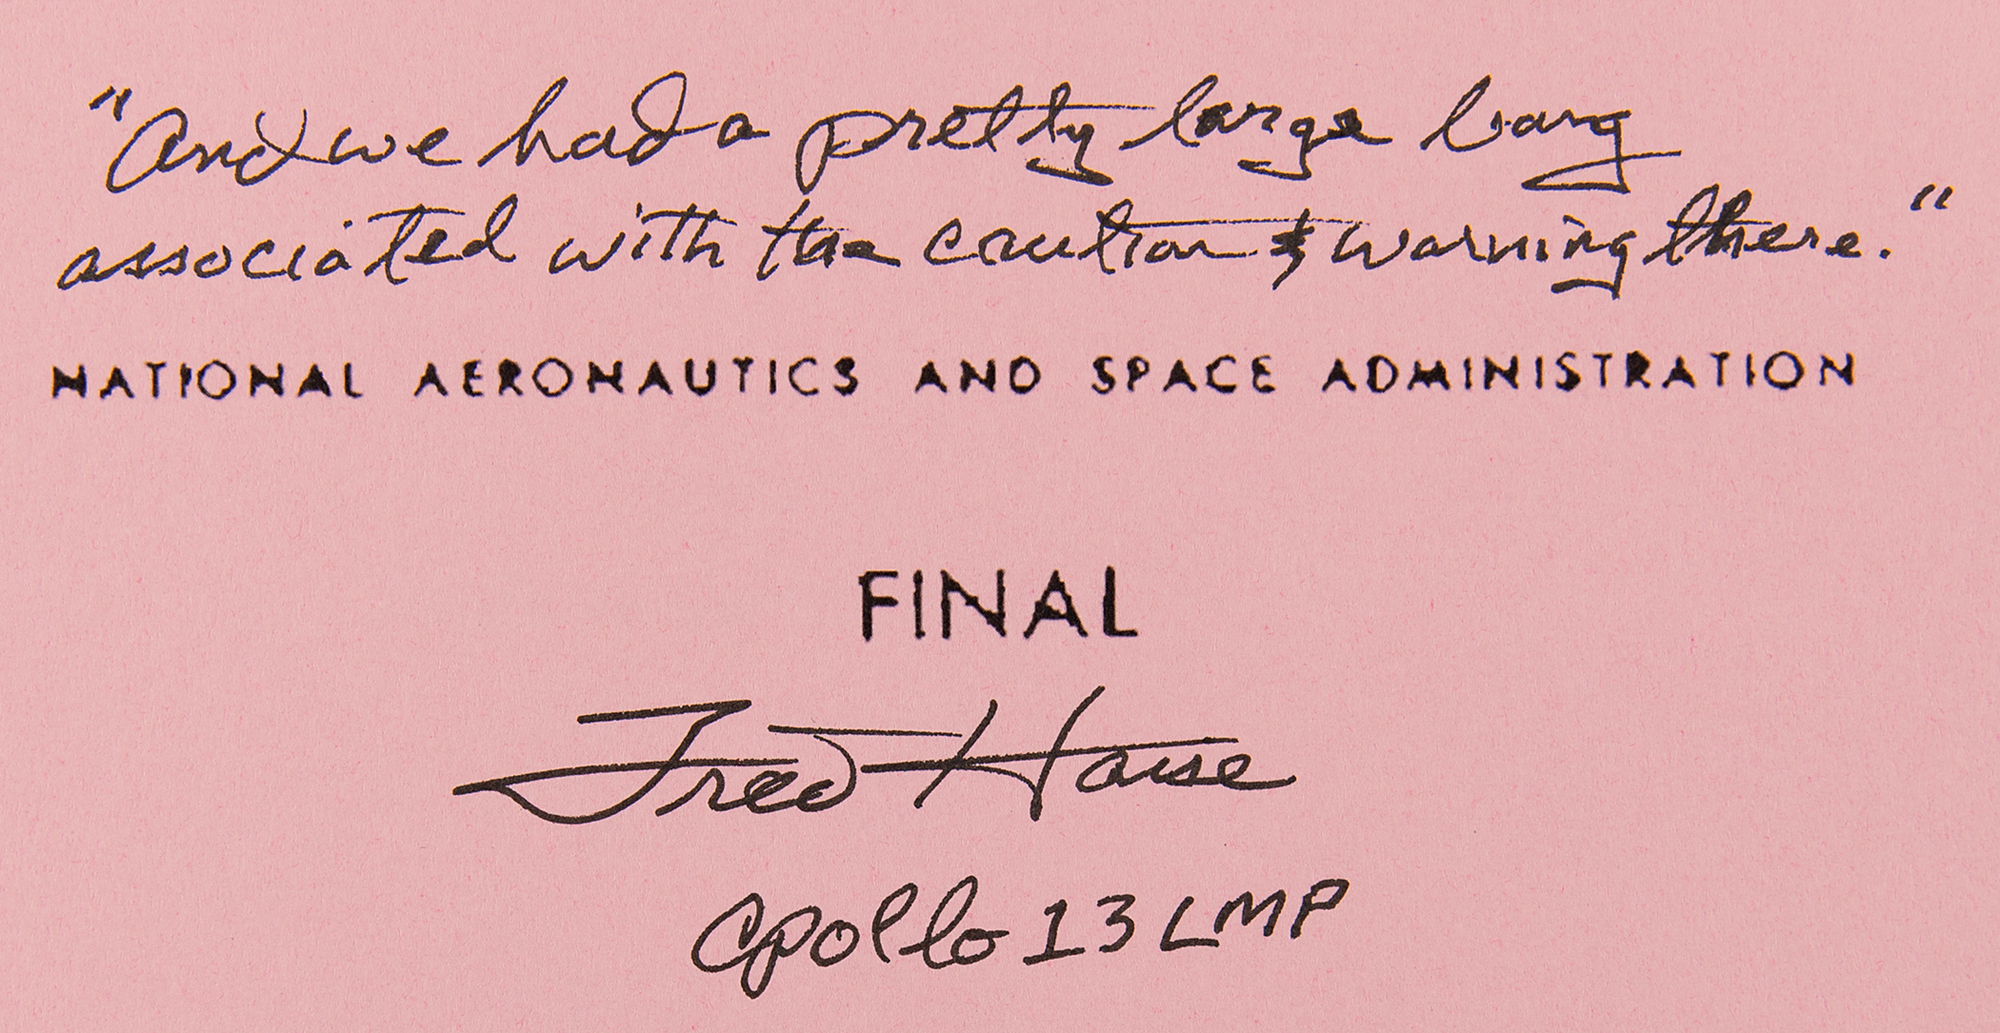 "And we had a pretty large bang
associated with the caution & warning there."
NATIONAL AERONAUTICS AND SPACE ADMINISTRATION
FINAL
Fred Haise
Apollo 13 LMP